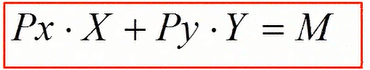 Px · X + Py · Y = M